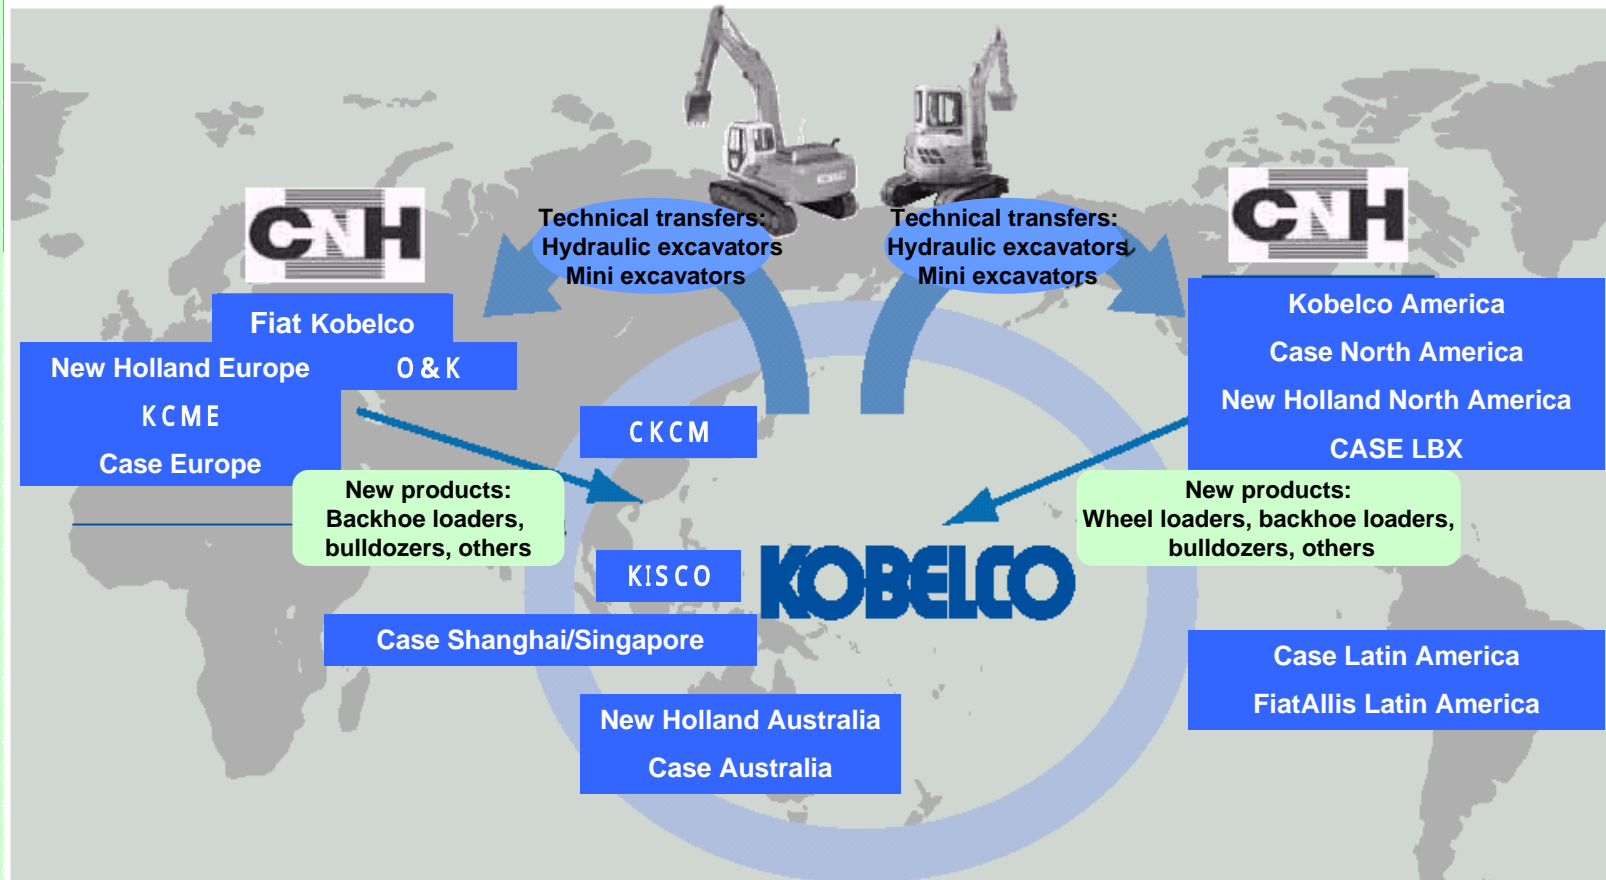 CNH
Technical transfers:
Hydraulic excavators
Mini excavators
Technical transfers:
Hydraulic excavators
Mini excavators
CNH
Fiat Kobelco
New Holland Europe
O & K
KCME
Case Europe
Kobelco America
Case North America
New Holland North America
CASE LBX
CKCM
New products:
Backhoe loaders,
bulldozers, others
New products:
Wheel loaders, backhoe loaders,
bulldozers, others
KISCO
KOBELCO
Case Shanghai/Singapore
New Holland Australia
Case Australia
Case Latin America
FiatAllis Latin America